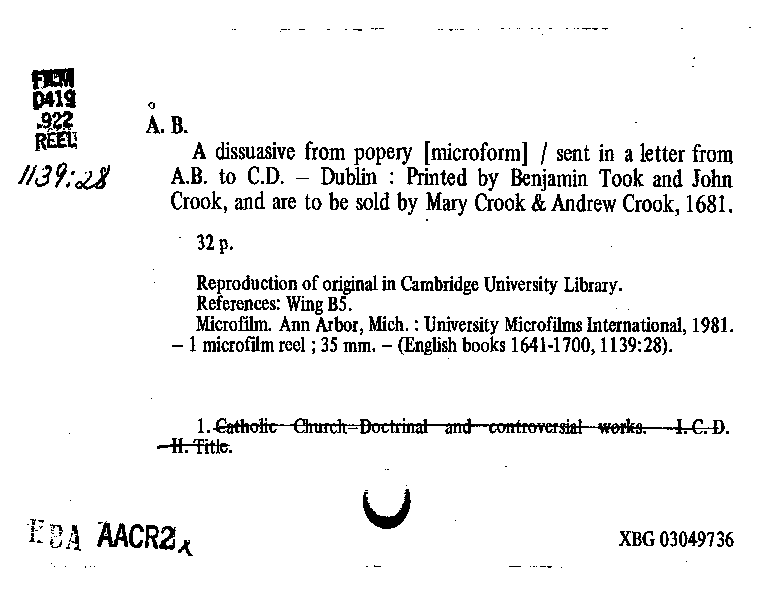 FILM
D419
.922
REEL
1139:28
A. B.
A dissuasive from popery [microform] / sent in a letter from
A.B. to C.D. – Dublin : Printed by Benjamin Took and John
Crook, and are to be sold by Mary Crook & Andrew Crook, 1681.
32 p.
Reproduction of original in Cambridge University Library.
References: Wing B5.
Microfilm. Ann Arbor, Mich. : University Microfilms International, 1981.
– 1 microfilm reel ; 35 mm. – (English books 1641-1700, 1139:28).
1. Catholic Church–Doctrinal and controversial works. I. C. D.
II. Title.
AACR2
XBG 03049736